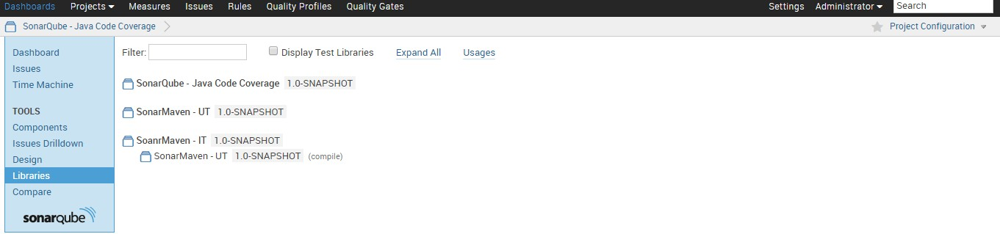 Dashboards Projects Measures Issues Rules Quality Profiles Quality Gates Settings Administrator Search
SonarQube - Java Code Coverage Project Configuration
Dashboard
Issues
Time Machine
TOOLS
Components
Issues Drilldown
Design
Libraries
Compare
sonarqube
Filter: Display Test Libraries Expand All Usages
SonarQube - Java Code Coverage 1.0-SNAPSHOT
SonarMaven - UT 1.0-SNAPSHOT
SoanrMaven - IT 1.0-SNAPSHOT
SonarMaven - UT 1.0-SNAPSHOT (compile)